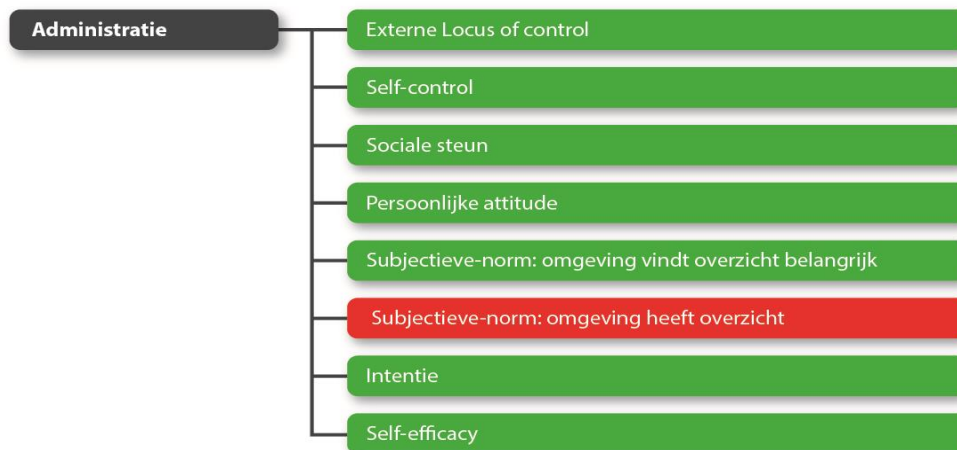 Administratie
Externe Locus of control
Self-control
Sociale steun
Persoonlijke attitude
Subjectieve-norm: omgeving vindt overzicht belangrijk
Subjectieve-norm: omgeving heeft overzicht
Intentie
Self-efficacy